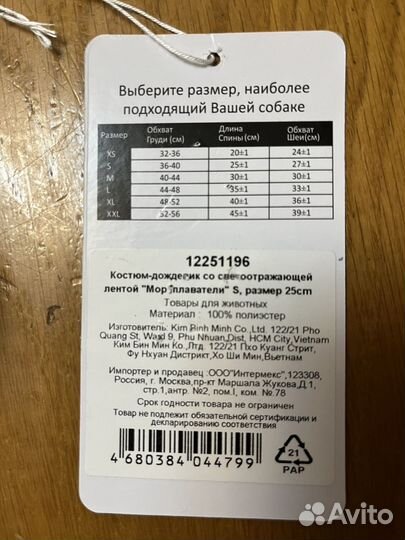 Выберите размер, наиболее
подходящий Вашей собаке
Размер Обхват Груди (см) Длина Спины (см) Обхват Шеи(см)
XS 32-36 20±1 24±1
S 36-40 25±1 27±1
M 40-44 30±1 30±1
L 44-48 35±1 33±1
XL 48-52 40±1 36±1
XXL 52-56 45±1 39±1
12251196
Костюм-дождевик со светоотражающей
лентой "Мореплаватели" S, размер 25cm
Товары для животных
Материал : 100% полиэстер
Изготовитель: Kim Binh Minh Co.,Ltd. 122/21 Pho
Quang St, Ward 9, Phu Nhuan,Dist, HCM City,Vietnam
Ким Бин Мин Ко.,Лтд. 122/21 Пхо Куанг Стрит,
Фу Нхуан Дистрикт,Хо Ши Мин,Вьетнам
Импортер и продавец :ООО"Интермекс",123308,
Россия, г. Москва,пр-кт Маршала Жукова,Д.1,
стр.1,антр.№2, пом.I, ком. №.78
Срок годности товара не ограничен
Товар не подлежит обязательной сертификации и
декларированию соответствия
4 680384 044799
21
PAP
Avito